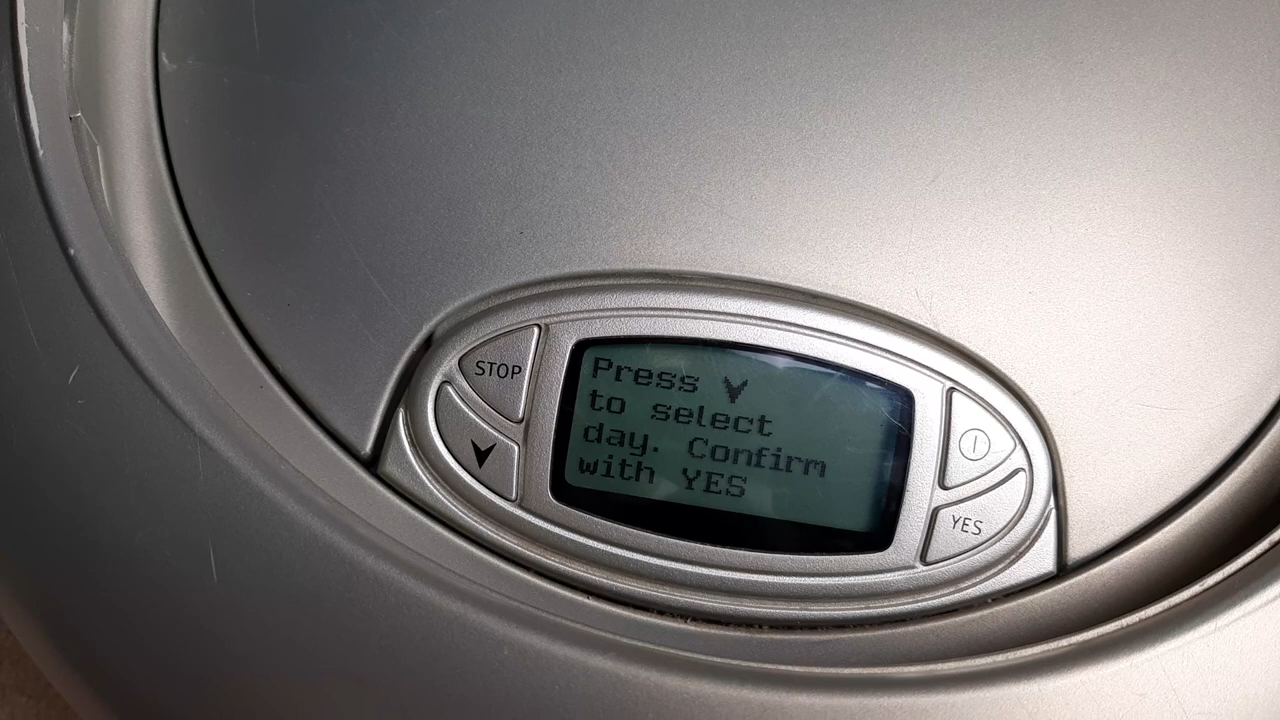 STOP
Press ⋎
to select
day. Confirm
with YES
YES